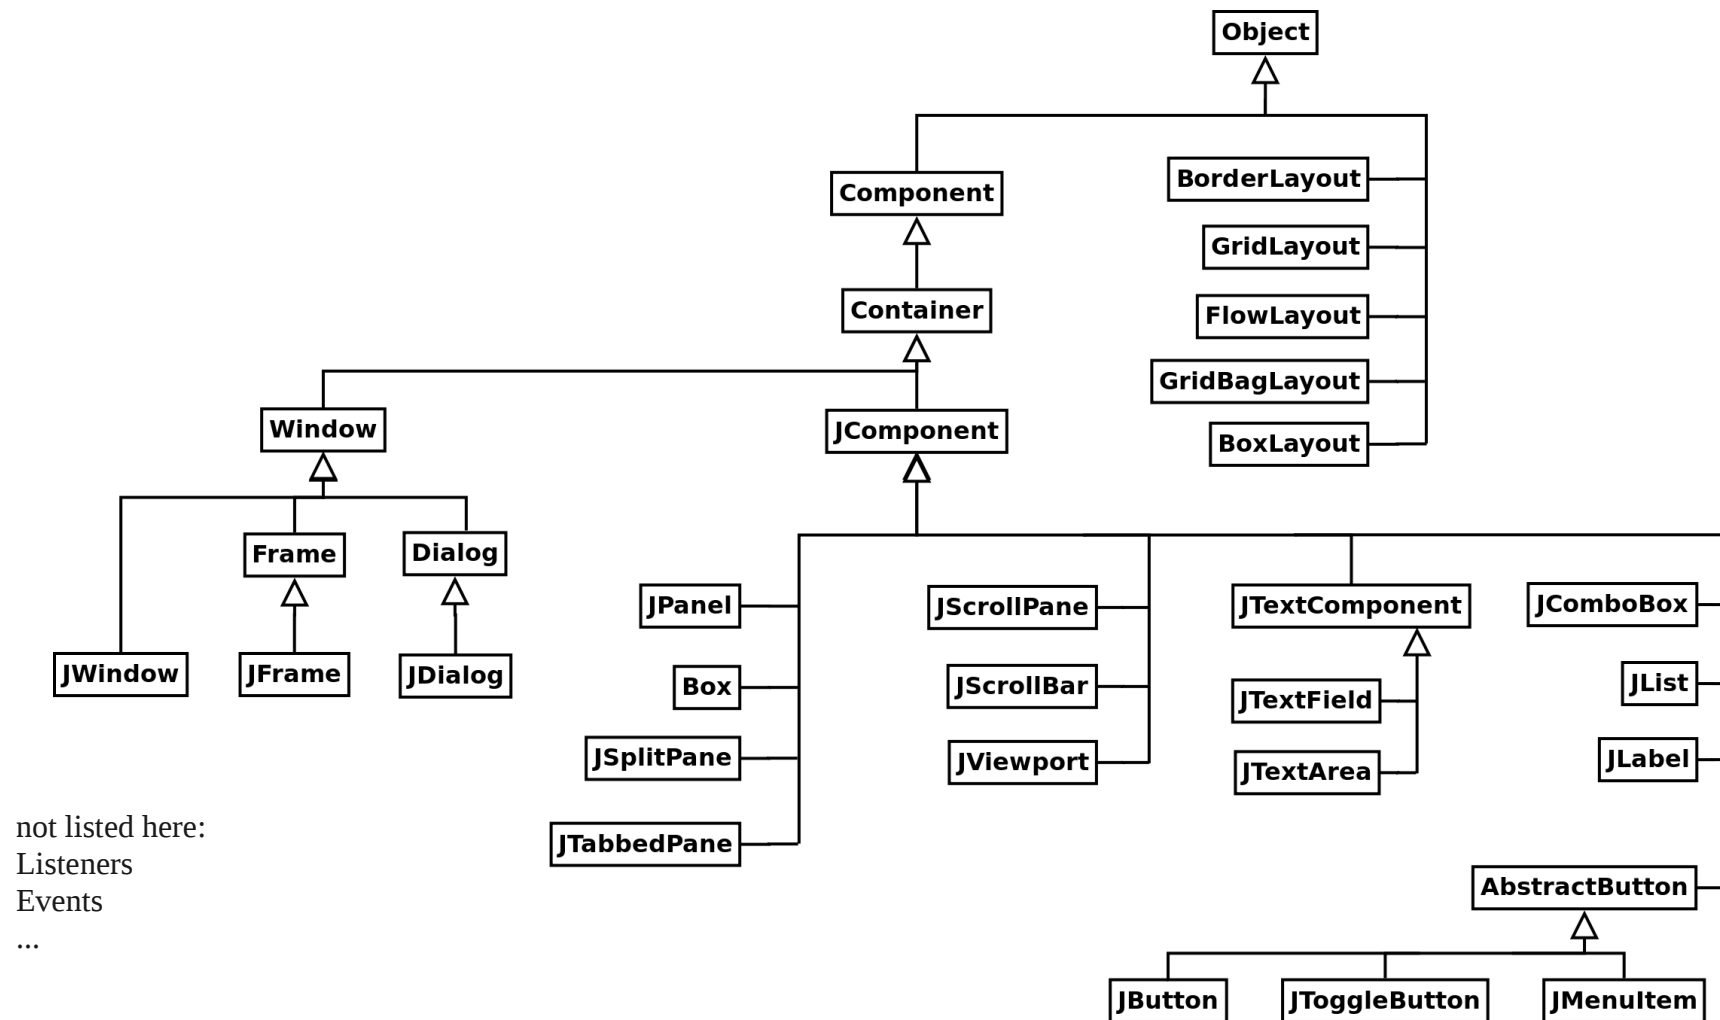 Object
Component
BorderLayout
GridLayout
Container
FlowLayout
GridBagLayout
Window
JComponent
BoxLayout
Frame
Dialog
JPanel
JScrollPane
JTextComponent
JComboBox
JWindow
JFrame
JDialog
Box
JScrollBar
JTextField
JList
JSplitPane
JViewport
JTextArea
JLabel
not listed here:
Listeners
Events
...
JTabbedPane
AbstractButton
JButton
JToggleButton
JMenuItem